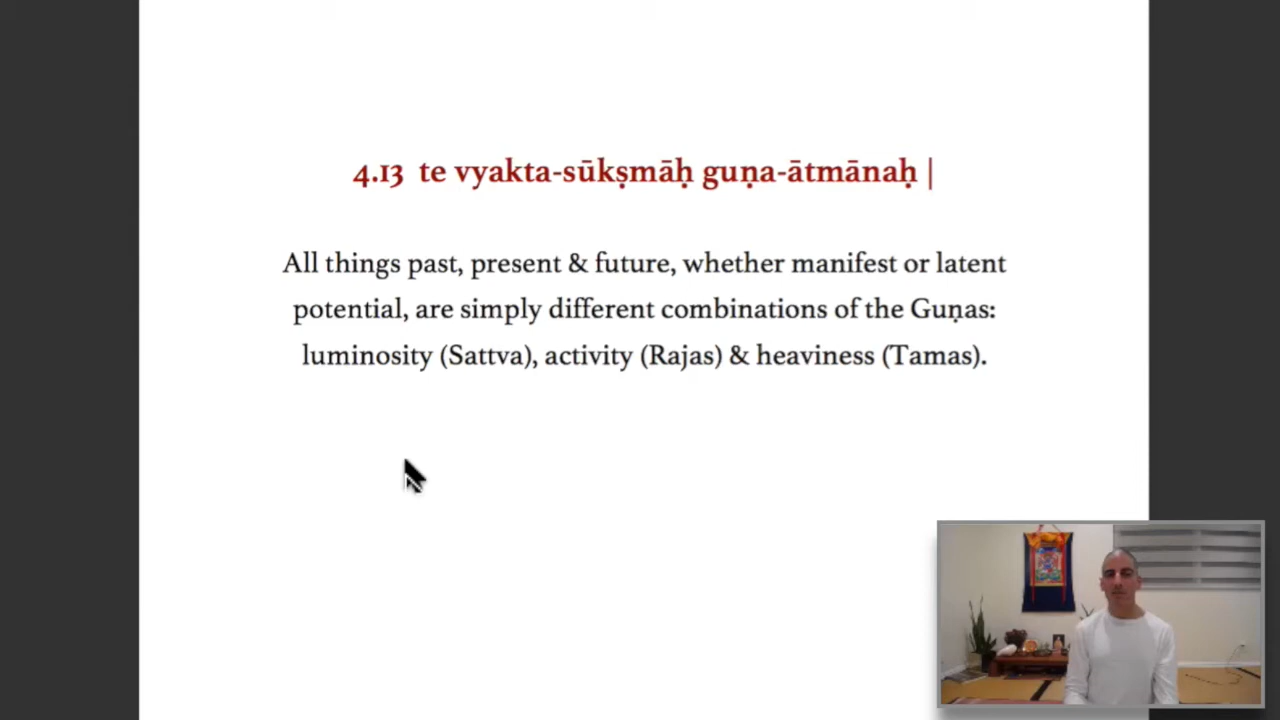 4.13 te vyakta-sūkṣmāḥ guṇa-ātmānaḥ |
All things past, present & future, whether manifest or latent
potential, are simply different combinations of the Guṇas:
luminosity (Sattva), activity (Rajas) & heaviness (Tamas).